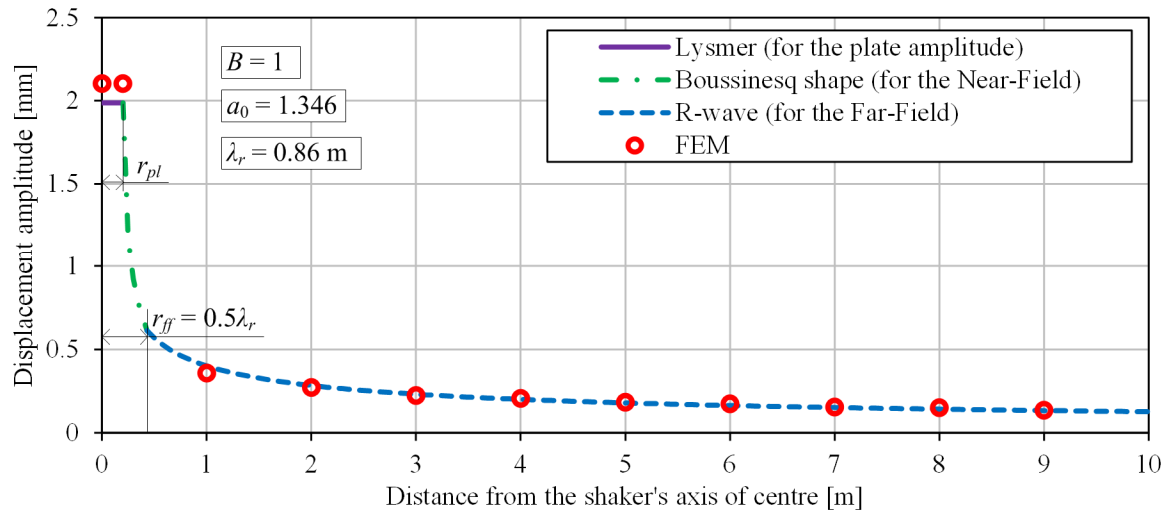 2.5
2
1.5
1
0.5
0
Displacement amplitude [mm]
B = 1
a₀ = 1.346
λᵣ = 0.86 m
Lysmer (for the plate amplitude)
Boussinesq shape (for the Near-Field)
R-wave (for the Far-Field)
FEM
r_pl
r_ff = 0.5λᵣ
0 1 2 3 4 5 6 7 8 9 10
Distance from the shaker's axis of centre [m]